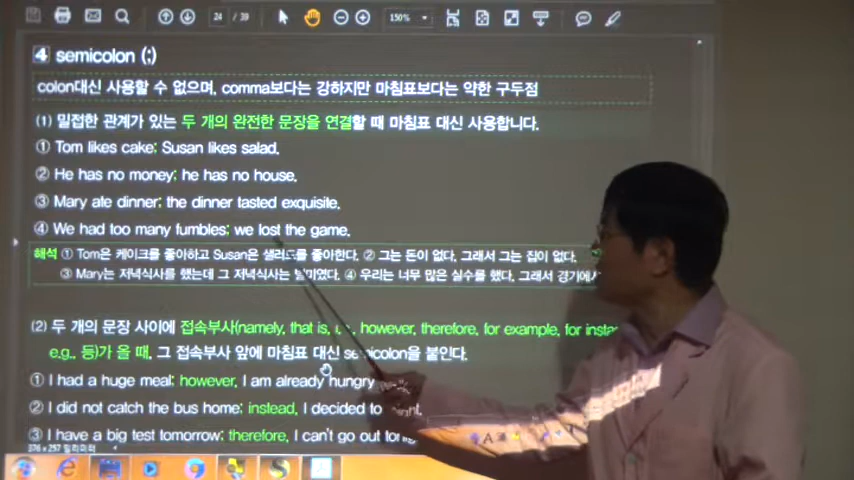 24 / 39
150%
4 semicolon (;)
colon대신 사용할 수 없으며, comma보다는 강하지만 마침표보다는 약한 구두점
(1) 밀접한 관계가 있는 두 개의 완전한 문장을 연결할 때 마침표 대신 사용합니다.
① Tom likes cake; Susan likes salad.
② He has no money; he has no house.
③ Mary ate dinner; the dinner tasted exquisite.
④ We had too many fumbles; we lost the game.
해석 ① Tom은 케이크를 좋아하고 Susan은 샐러드를 좋아한다. ② 그는 돈이 없다. 그래서 그는 집이 없다.
③ Mary는 저녁식사를 했는데 그 저녁식사는 별미였다. ④ 우리는 너무 많은 실수를 했다. 그래서 경기에서
(2) 두 개의 문장 사이에 접속부사(namely, that is, however, therefore, for example, for
e.g., 등)가 올 때, 그 접속부사 앞에 마침표 대신 semicolon을 붙인다.
① I had a huge meal; however, I am already hungry
② I did not catch the bus home; instead, I decided to
③ I have a big test tomorrow; therefore, I can't go out
376 x 257 밀리미터